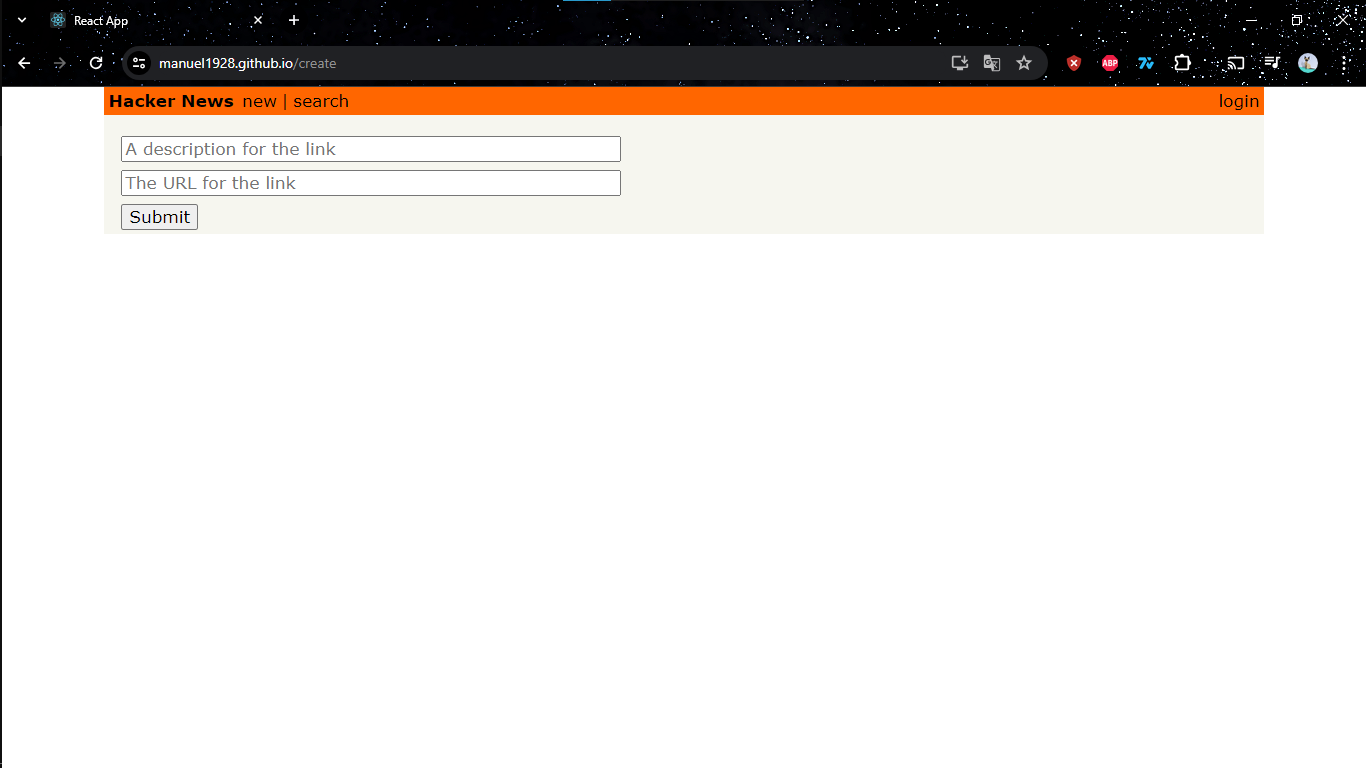 React App
manuel1928.github.io/create
ABP
Hacker News new | search login
A description for the link
The URL for the link
Submit